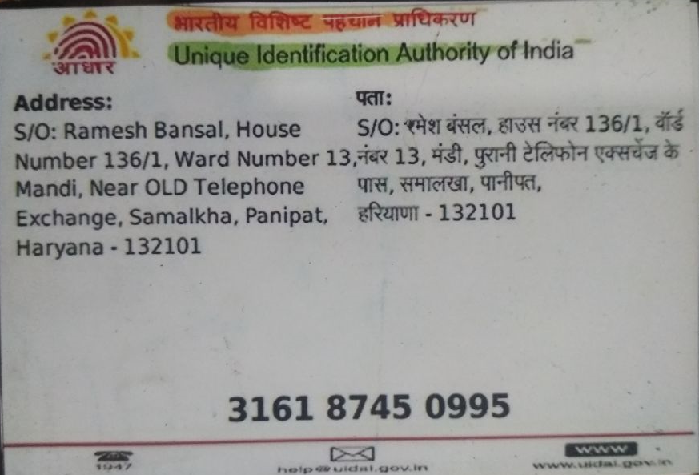 भारतीय विशिष्ट पहचान प्राधिकरण
Unique Identification Authority of India
आधार
Address:
S/O: Ramesh Bansal, House
Number 136/1, Ward Number 13,
Mandi, Near OLD Telephone
Exchange, Samalkha, Panipat,
Haryana - 132101
पता:
S/O: रमेश बंसल, हाउस नंबर 136/1, वॉर्ड
नंबर 13, मंडी, पुरानी टेलिफोन एक्सचेंज के
पास, समालखा, पानीपत,
हरियाणा - 132101
3161 8745 0995
1947
help@uidai.gov.in
www
www.uidai.gov.in